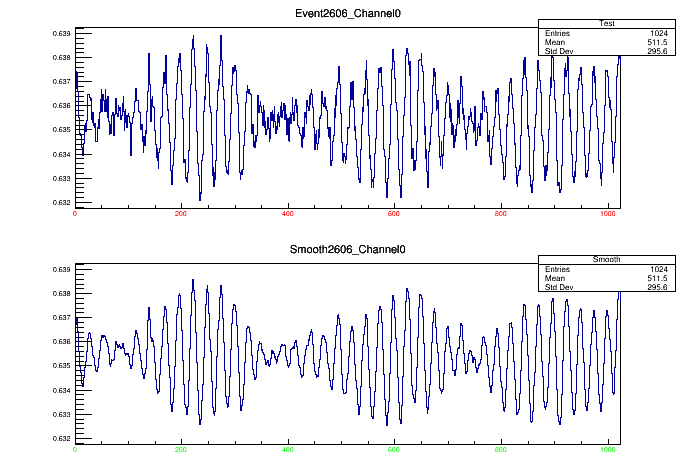 Event2606_Channel0
Test
Entries 1024
Mean 511.5
Std Dev 295.6
0.639
0.638
0.637
0.636
0.635
0.634
0.633
0.632
0 200 400 600 800 1000
Smooth2606_Channel0
Smooth
Entries 1024
Mean 511.5
Std Dev 295.6
0.639
0.638
0.637
0.636
0.635
0.634
0.633
0.632
0 200 400 600 800 1000